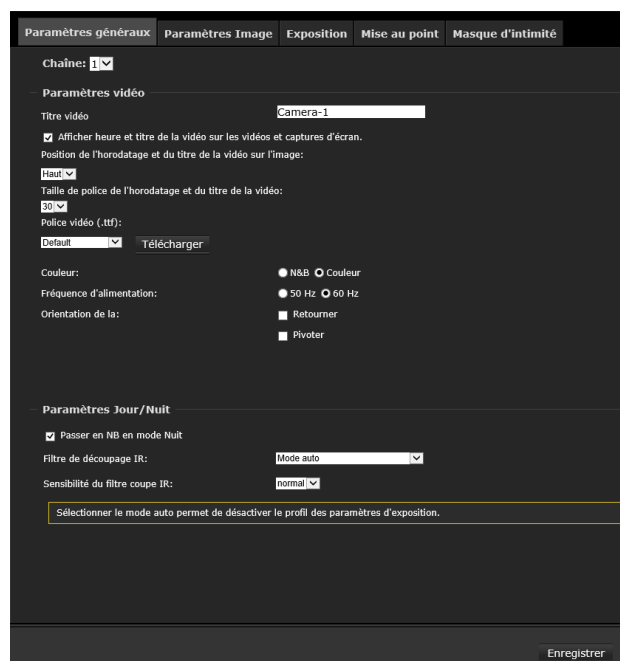 Paramètres généraux Paramètres Image Exposition Mise au point Masque d'intimité
Chaîne: 1
Paramètres vidéo
Titre vidéo Camera-1
Afficher heure et titre de la vidéo sur les vidéos et captures d'écran.
Position de l'horodatage et du titre de la vidéo sur l'image:
Haut
Taille de police de l'horodatage et du titre de la vidéo:
30
Police vidéo (.ttf):
Default Télécharger
Couleur: N&B Couleur
Fréquence d'alimentation: 50 Hz 60 Hz
Orientation de la: Retourner
Pivoter
Paramètres Jour/Nuit
Passer en NB en mode Nuit
Filtre de découpage IR: Mode auto
Sensibilité du filtre coupe IR: normal
Sélectionner le mode auto permet de désactiver le profil des paramètres d'exposition.
Enregistrer